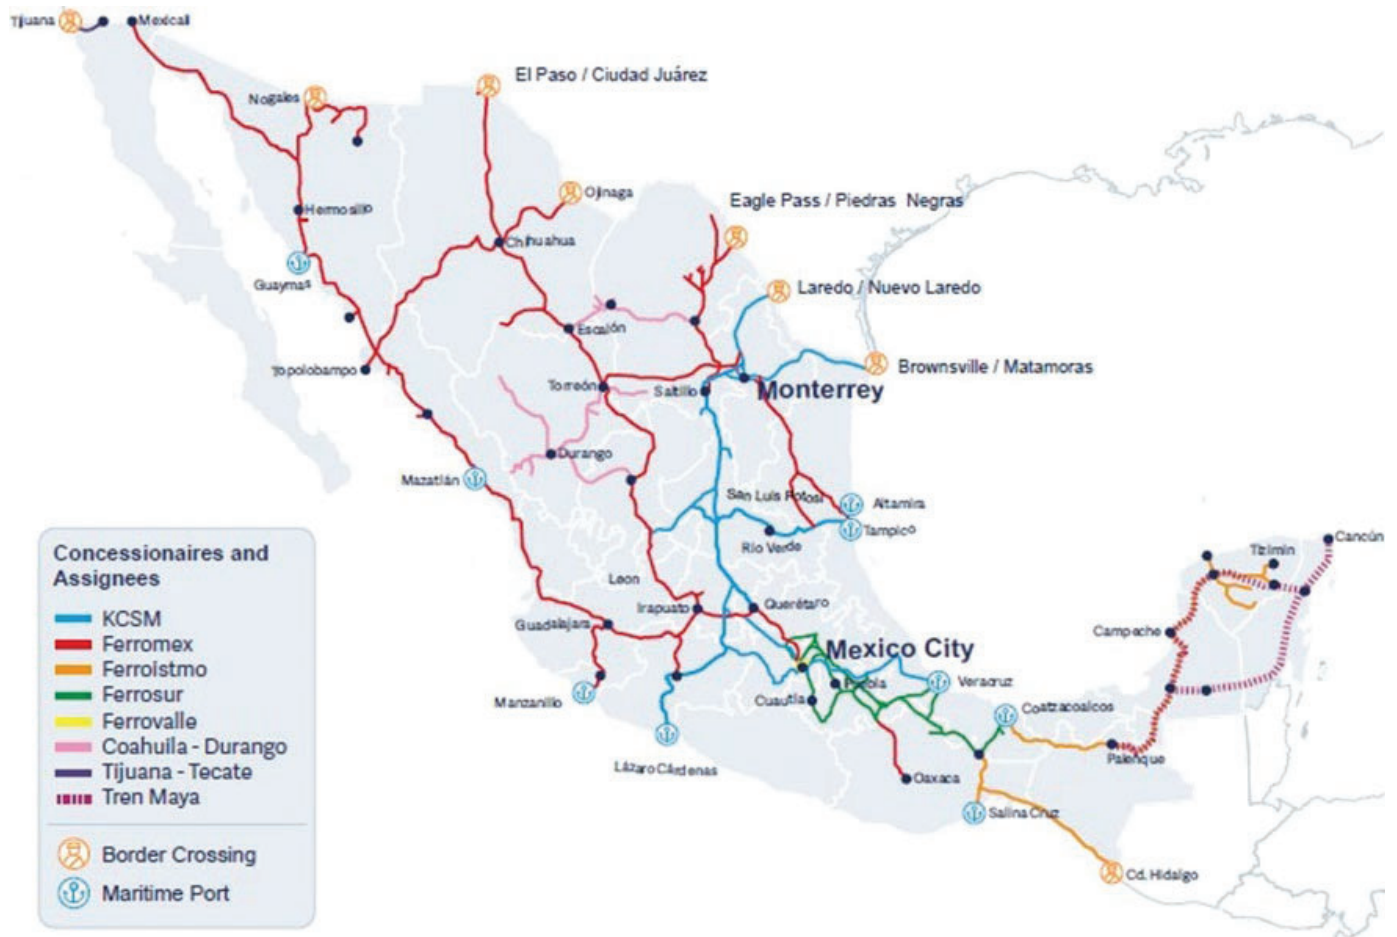 Tijuana
Mexicali
El Paso / Ciudad Juárez
Nogales
Ojinaga
Eagle Pass / Piedras Negras
Hermosillo
Chihuahua
Guaymas
Laredo / Nuevo Laredo
Escalón
Topolobampo
Brownsville / Matamoras
Torreón
Saltillo
Monterrey
Durango
Mazatlán
San Luis Potosi
Altamira
Tampico
Rio Verde
Cancún
Tizimin
Leon
Irapuato
Querétaro
Guadalajara
Campeche
Mexico City
Puebla
Veracruz
Manzanillo
Cuautla
Coatzacoalcos
Lázaro Cárdenas
Palenque
Oaxaca
Salina Cruz
Cd. Hidalgo
Concessionaires and
Assignees
KCSM
Ferromex
FerroIstmo
Ferrosur
Ferrovalle
Coahuila - Durango
Tijuana - Tecate
Tren Maya
Border Crossing
Maritime Port